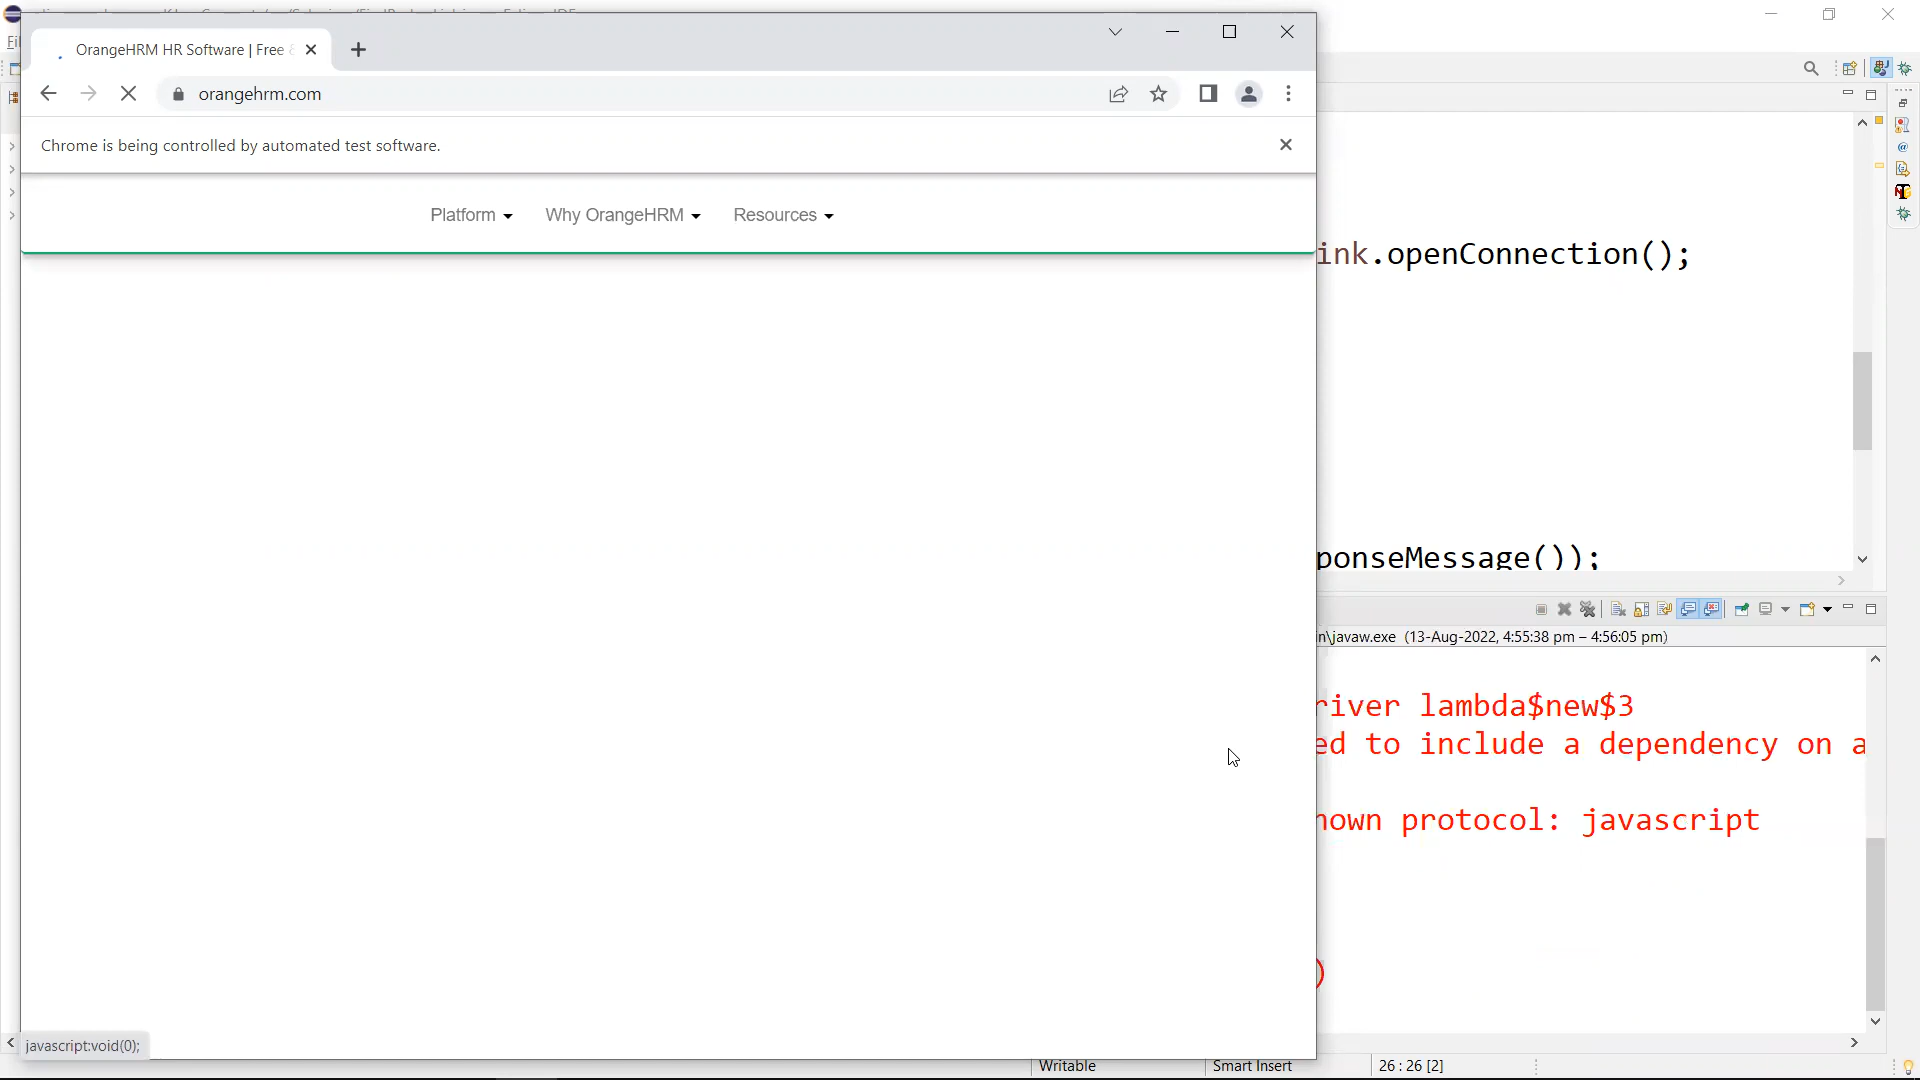 OrangeHRM HR Software | Free
orangehrm.com
Chrome is being controlled by automated test software.
Platform
Why OrangeHRM
Resources
ink.openConnection();
ponseMessage());
n\javaw.exe (13-Aug-2022, 4:55:38 pm – 4:56:05 pm)
river lambda$new$3
ed to include a dependency on a
nown protocol: javascript
)
javascript:void(0);
Writable
Smart Insert
26 : 26 [2]